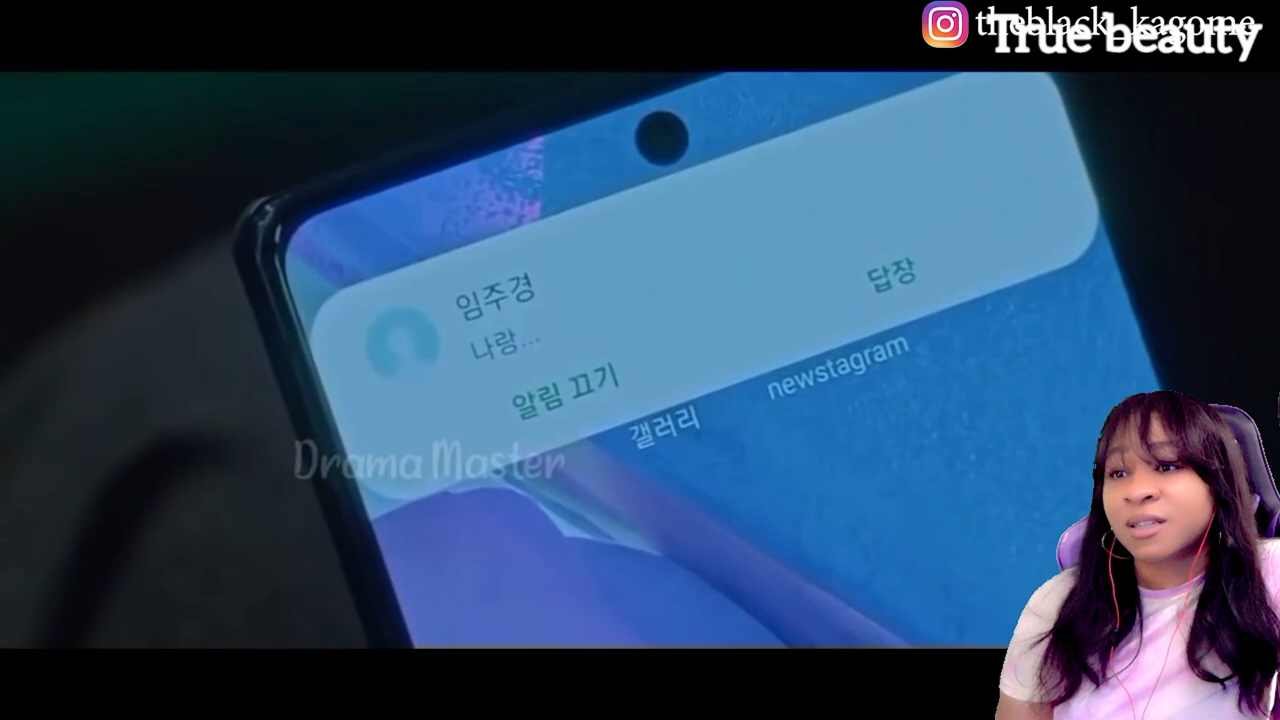 theblack_kagome
True beauty
임주경
나랑...
답장
알림 끄기
newstagram
갤러리
Drama Master